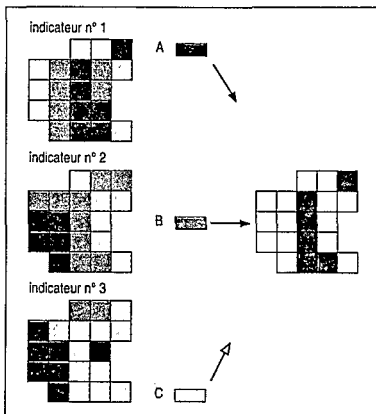 indicateur n° 1
A
indicateur n° 2
B
indicateur n° 3
C